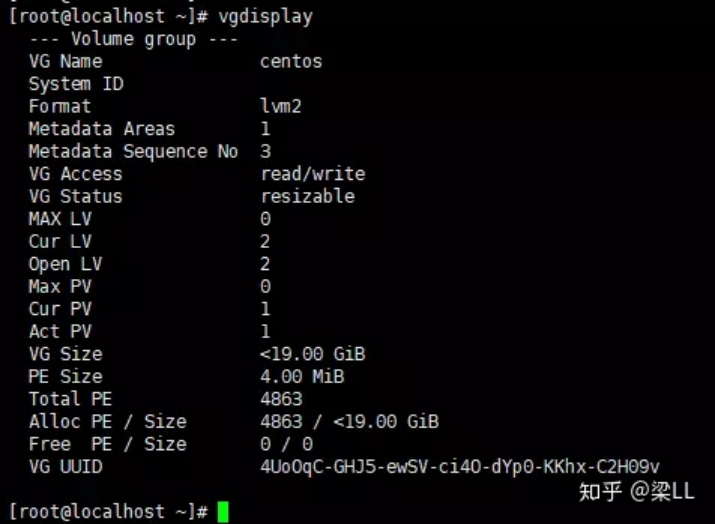 [root@localhost ~]# vgdisplay
--- Volume group ---
VG Name centos
System ID
Format lvm2
Metadata Areas 1
Metadata Sequence No 3
VG Access read/write
VG Status resizable
MAX LV 0
Cur LV 2
Open LV 2
Max PV 0
Cur PV 1
Act PV 1
VG Size <19.00 GiB
PE Size 4.00 MiB
Total PE 4863
Alloc PE / Size 4863 / <19.00 GiB
Free PE / Size 0 / 0
VG UUID 4UoOqC-GHJ5-ewSV-ci4O-dYp0-KKhx-C2H09v
知乎 @梁LL
[root@localhost ~]#